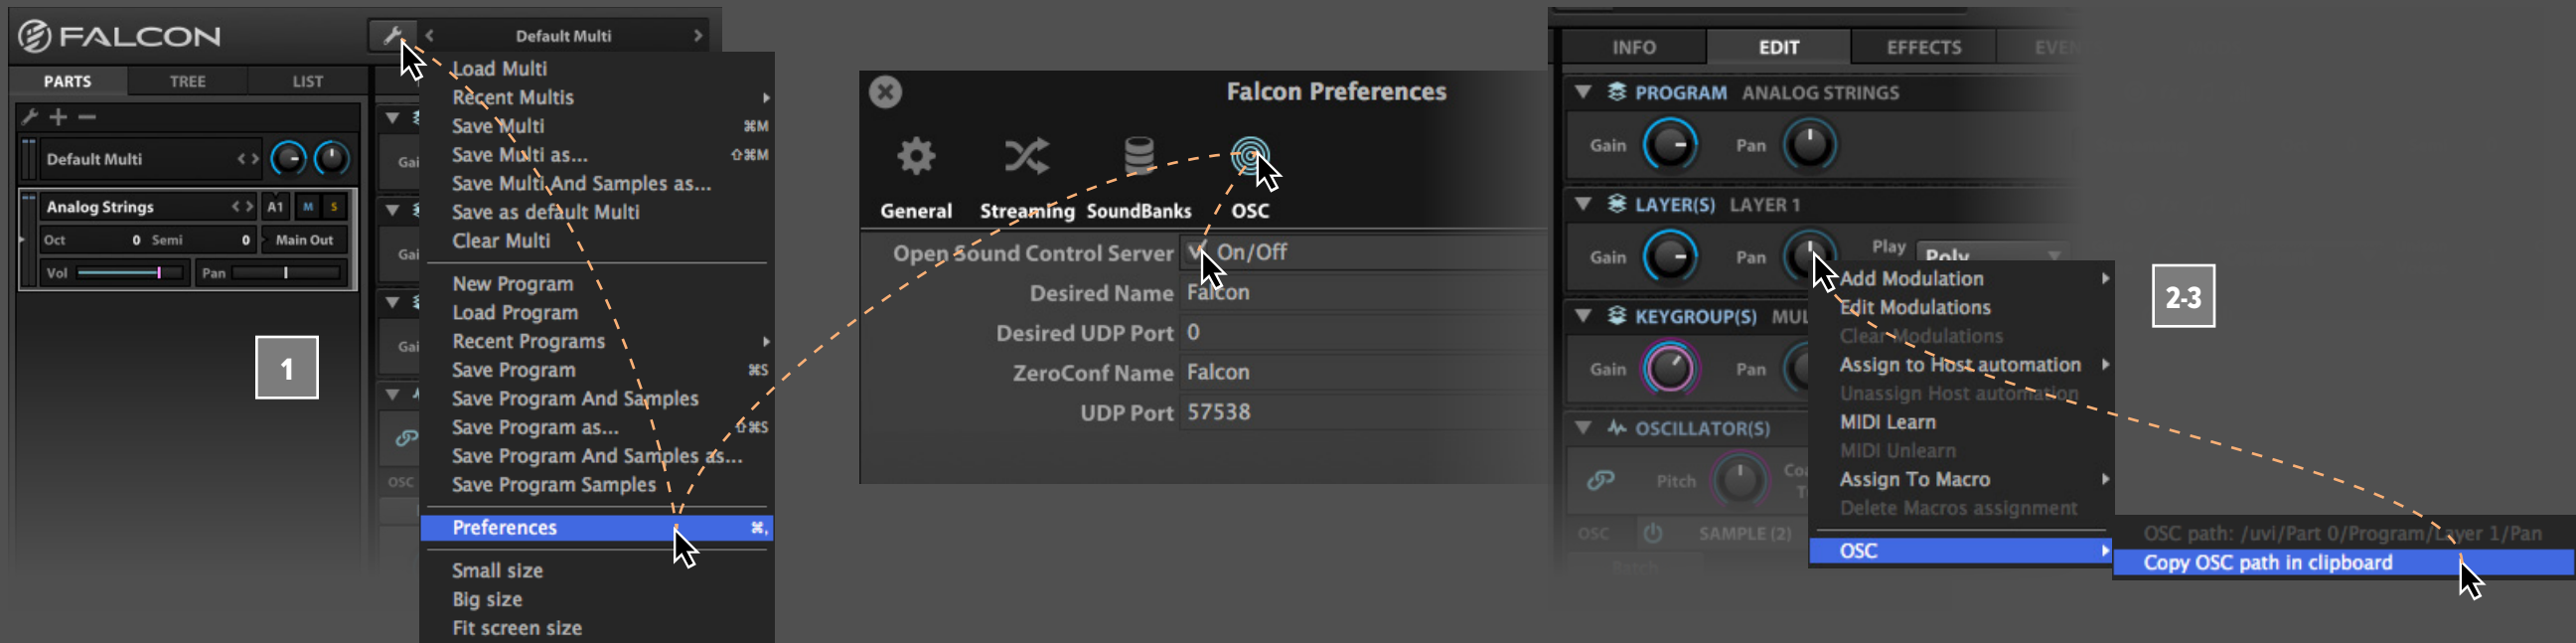 FALCON
Default Multi
PARTS
TREE
LIST
Default Multi
Analog Strings
A1
M
S
Oct
0
Semi
0
Main Out
Vol
Pan
1
Gai
Gai
Gai
OSC
Load Multi
Recent Multis
Save Multi ⌘M
Save Multi as... ⇧⌘M
Save Multi And Samples as...
Save as default Multi
Clear Multi
New Program
Load Program
Recent Programs
Save Program ⌘S
Save Program And Samples
Save Program as... ⇧⌘S
Save Program And Samples as...
Save Program Samples
Preferences ⌘,
Small size
Big size
Fit screen size
Falcon Preferences
General
Streaming
SoundBanks
OSC
Open Sound Control Server On/Off
Desired Name Falcon
Desired UDP Port 0
ZeroConf Name Falcon
UDP Port 57538
INFO
EDIT
EFFECTS
EVEN
PROGRAM ANALOG STRINGS
Gain
Pan
LAYER(S) LAYER 1
Gain
Pan
Play
Poly
KEYGROUP(S) MUL
Gain
Pan
OSCILLATOR(S)
Pitch
Coa
T
OSC
SAMPLE (2)
Batch
Add Modulation
Edit Modulations
Clear Modulations
Assign to Host automation
Unassign Host automation
MIDI Learn
MIDI Unlearn
Assign To Macro
Delete Macros assignment
OSC
OSC path: /uvi/Part 0/Program/Layer 1/Pan
Copy OSC path in clipboard
2-3